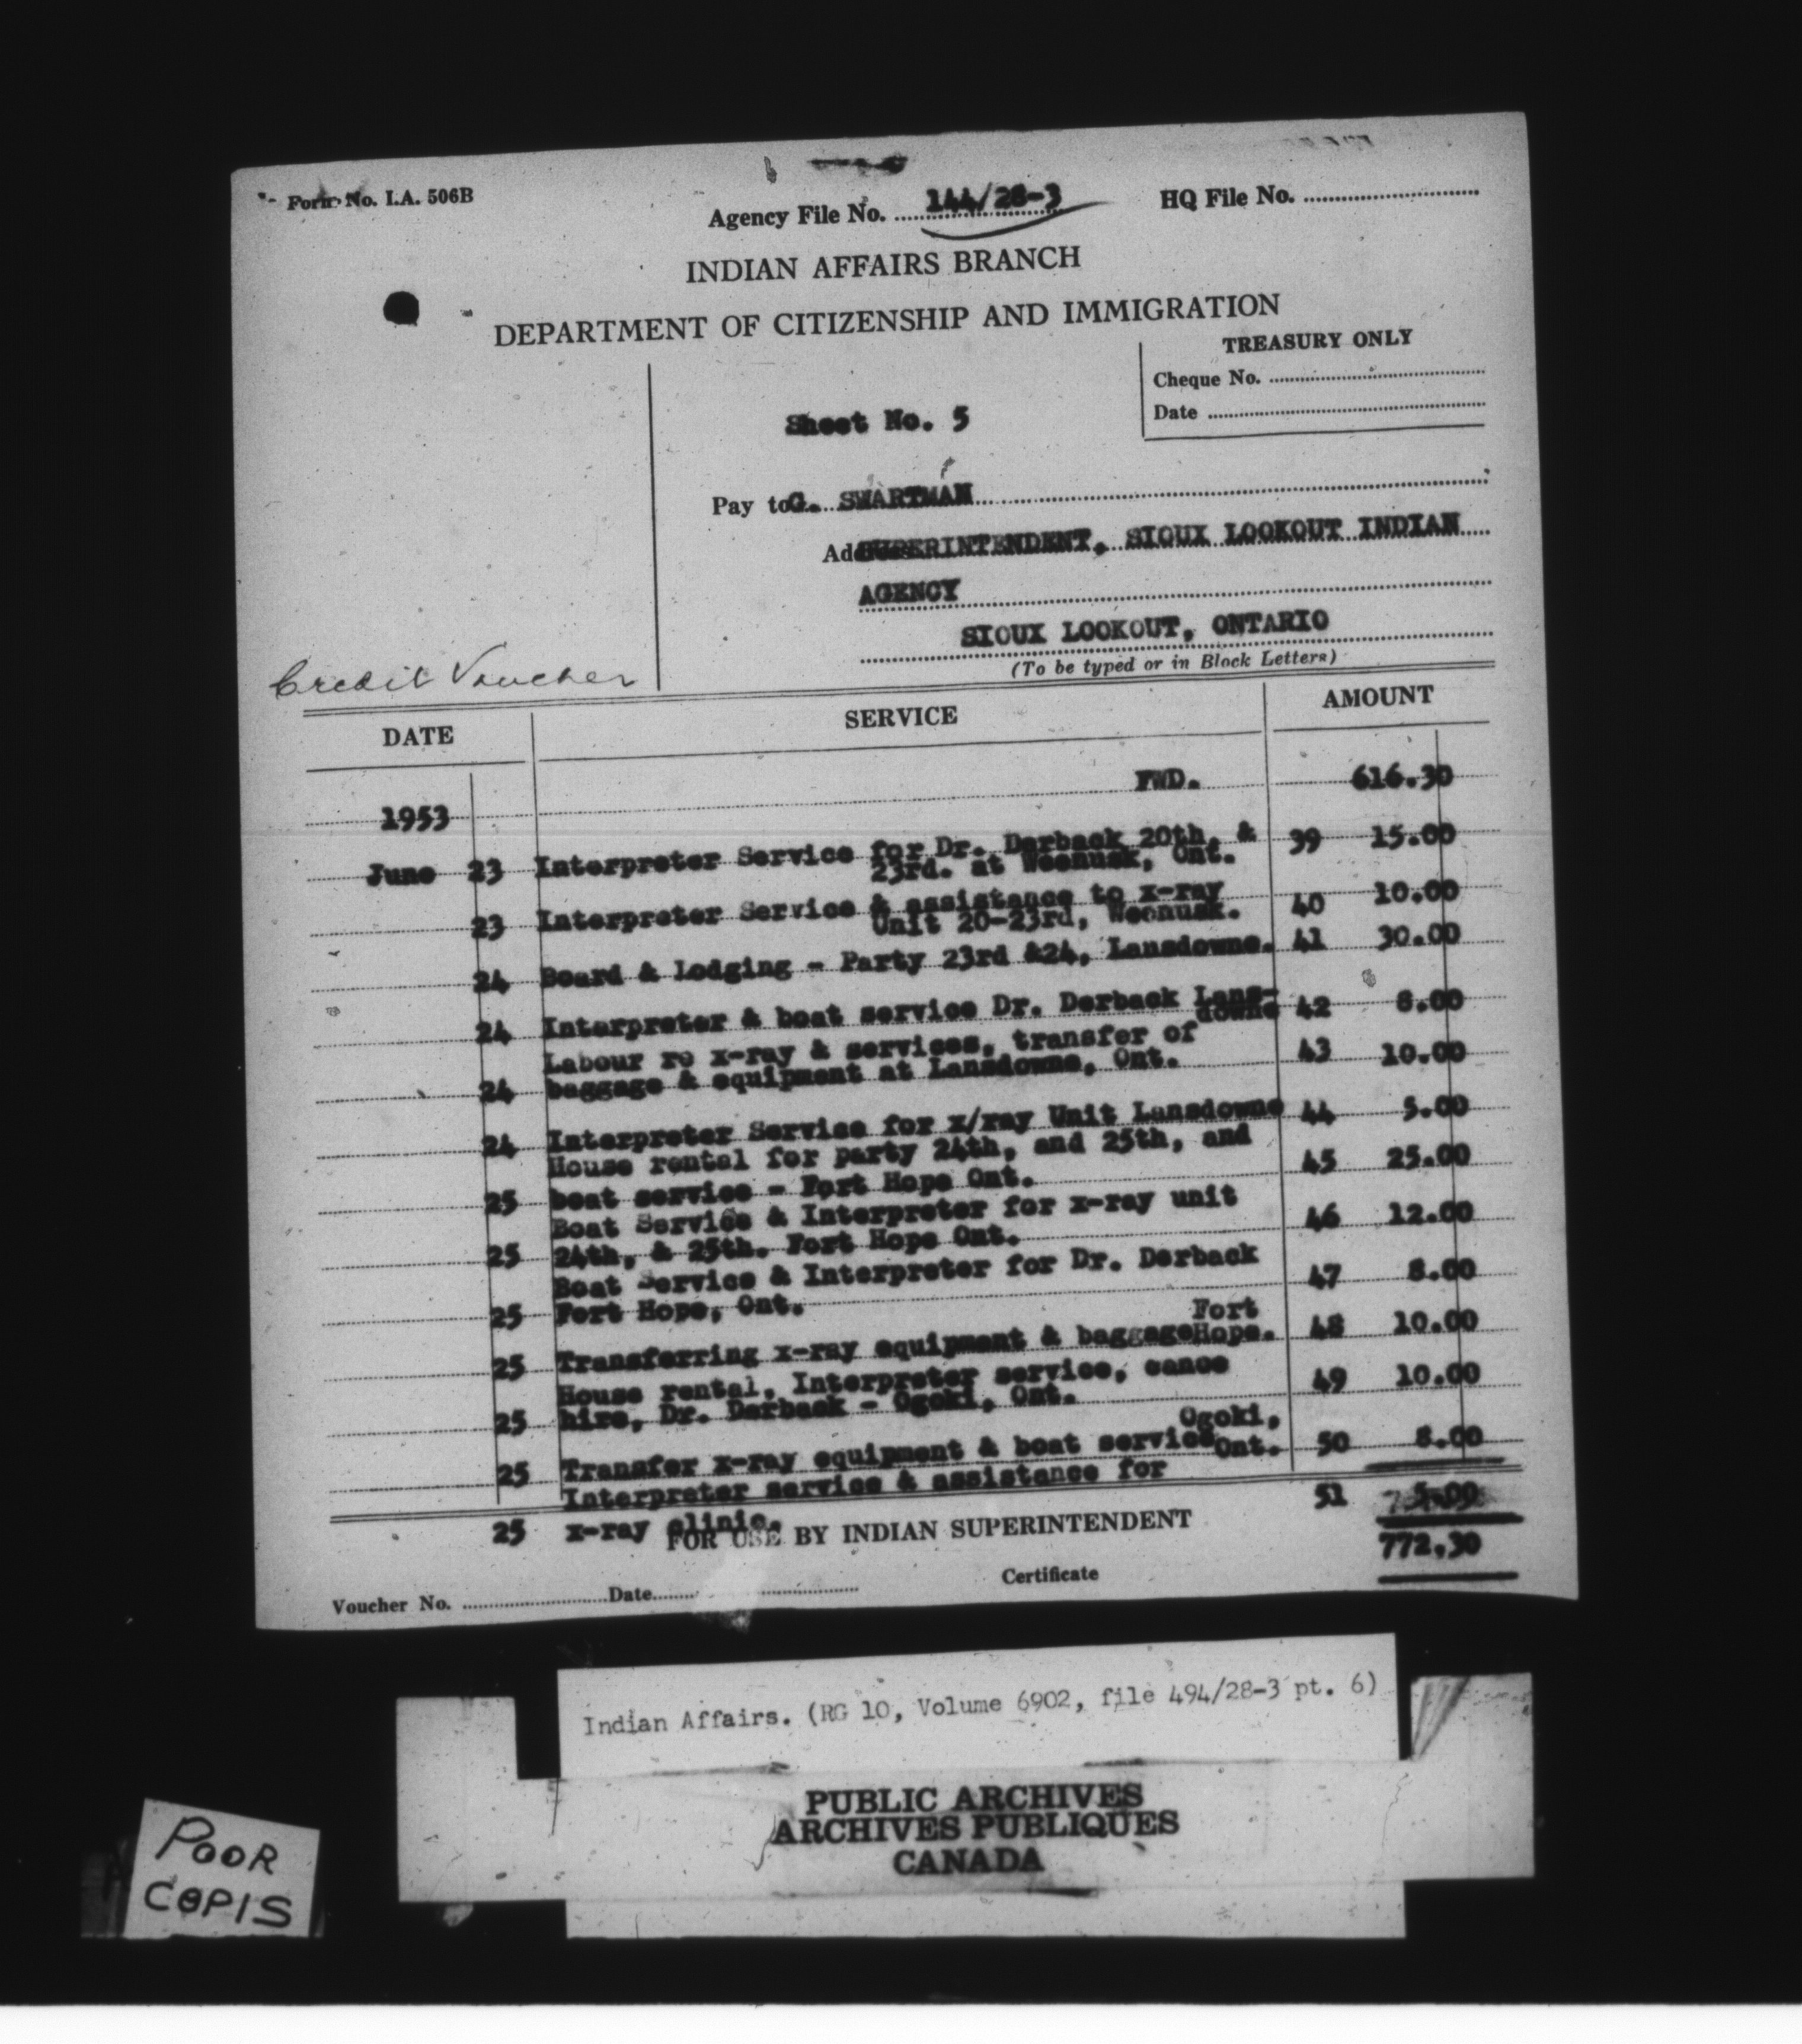 Form No. I.A. 506B
Agency File No. 144/28-3
HQ File No.
INDIAN AFFAIRS BRANCH
DEPARTMENT OF CITIZENSHIP AND IMMIGRATION
TREASURY ONLY
Cheque No.
Date
Sheet No. 5
Pay to G. SWARTMAN
SUPERINTENDENT, SIOUX LOOKOUT INDIAN
AGENCY
SIOUX LOOKOUT, ONTARIO
(To be typed or in Block Letters)
Credit Voucher
DATE SERVICE AMOUNT
FWD. 616.30
1953
June 23 Interpreter Service for Dr. Derback 20th, & 39 15.00
23rd. at Weenusk, Ont.
23 Interpreter Service & assistance to x-ray 40 10.00
Unit 20-23rd, Weenusk.
24 Board & Lodging - Party 23rd &24, Lansdowne. 41 30.00
24 Interpreter & boat service Dr. Derback Lans- 42 8.00
downe
Labour re x-ray & services, transfer of 43 10.00
24 baggage & equipment at Lansdowne, Ont.
24 Interpreter Service for x/ray Unit Lansdowne 44 5.00
House rental for party 24th, and 25th, and 45 25.00
25 boat service - Fort Hope Ont.
Boat Service & Interpreter for x-ray unit 46 12.00
25 24th, & 25th. Fort Hope Ont.
Boat Service & Interpreter for Dr. Derback 47 8.00
25 Fort Hope, Ont.
Fort
25 Transferring x-ray equipment & baggage Hope. 48 10.00
House rental, Interpreter service, canoe 49 10.00
25 hire, Dr. Derback - Ogoki, Ont.
Ogoki,
25 Transfer x-ray equipment & boat service Ont. 50 8.00
Interpreter service & assistance for 51 5.00
25 x-ray clinic.
FOR USE BY INDIAN SUPERINTENDENT
772.30
Certificate
Voucher No. Date
Indian Affairs. (RG 10, Volume 6902, file 494/28-3 pt. 6)
PUBLIC ARCHIVES
ARCHIVES PUBLIQUES
CANADA
POOR
COPIS